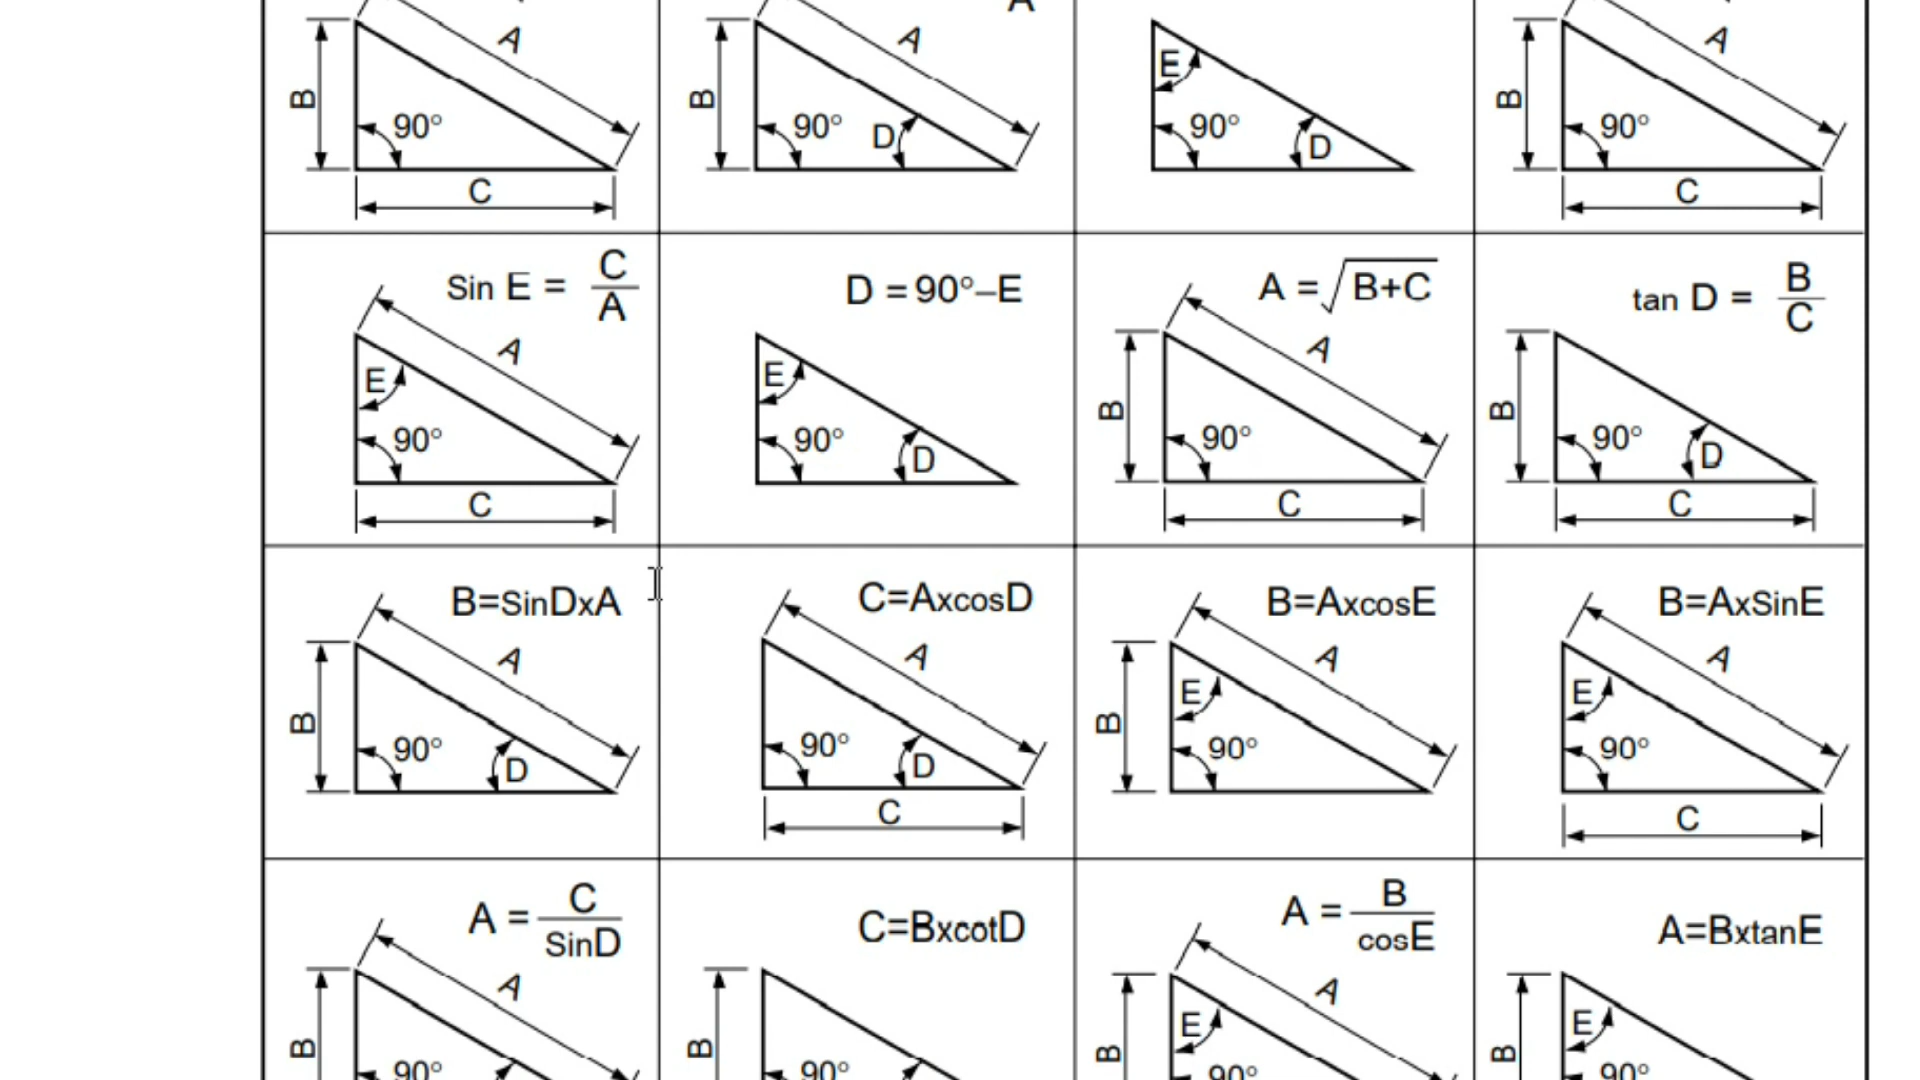 A
A
B
90°
C
A
B
90°
D
E
90°
D
A
B
90°
C
Sin E = C/A
A
E
90°
C
D = 90°–E
E
90°
D
A = √B+C
A
B
90°
C
tan D = B/C
B
90°
D
C
B=SinDxA
A
B
90°
D
C=AxcosD
A
90°
D
C
B=AxcosE
A
E
B
90°
B=AxSinE
A
E
90°
C
A = C/SinD
A
B
90°
C=BxcotD
B
90°
A = B/cosE
A
E
B
90°
A=BxtanE
E
B
90°